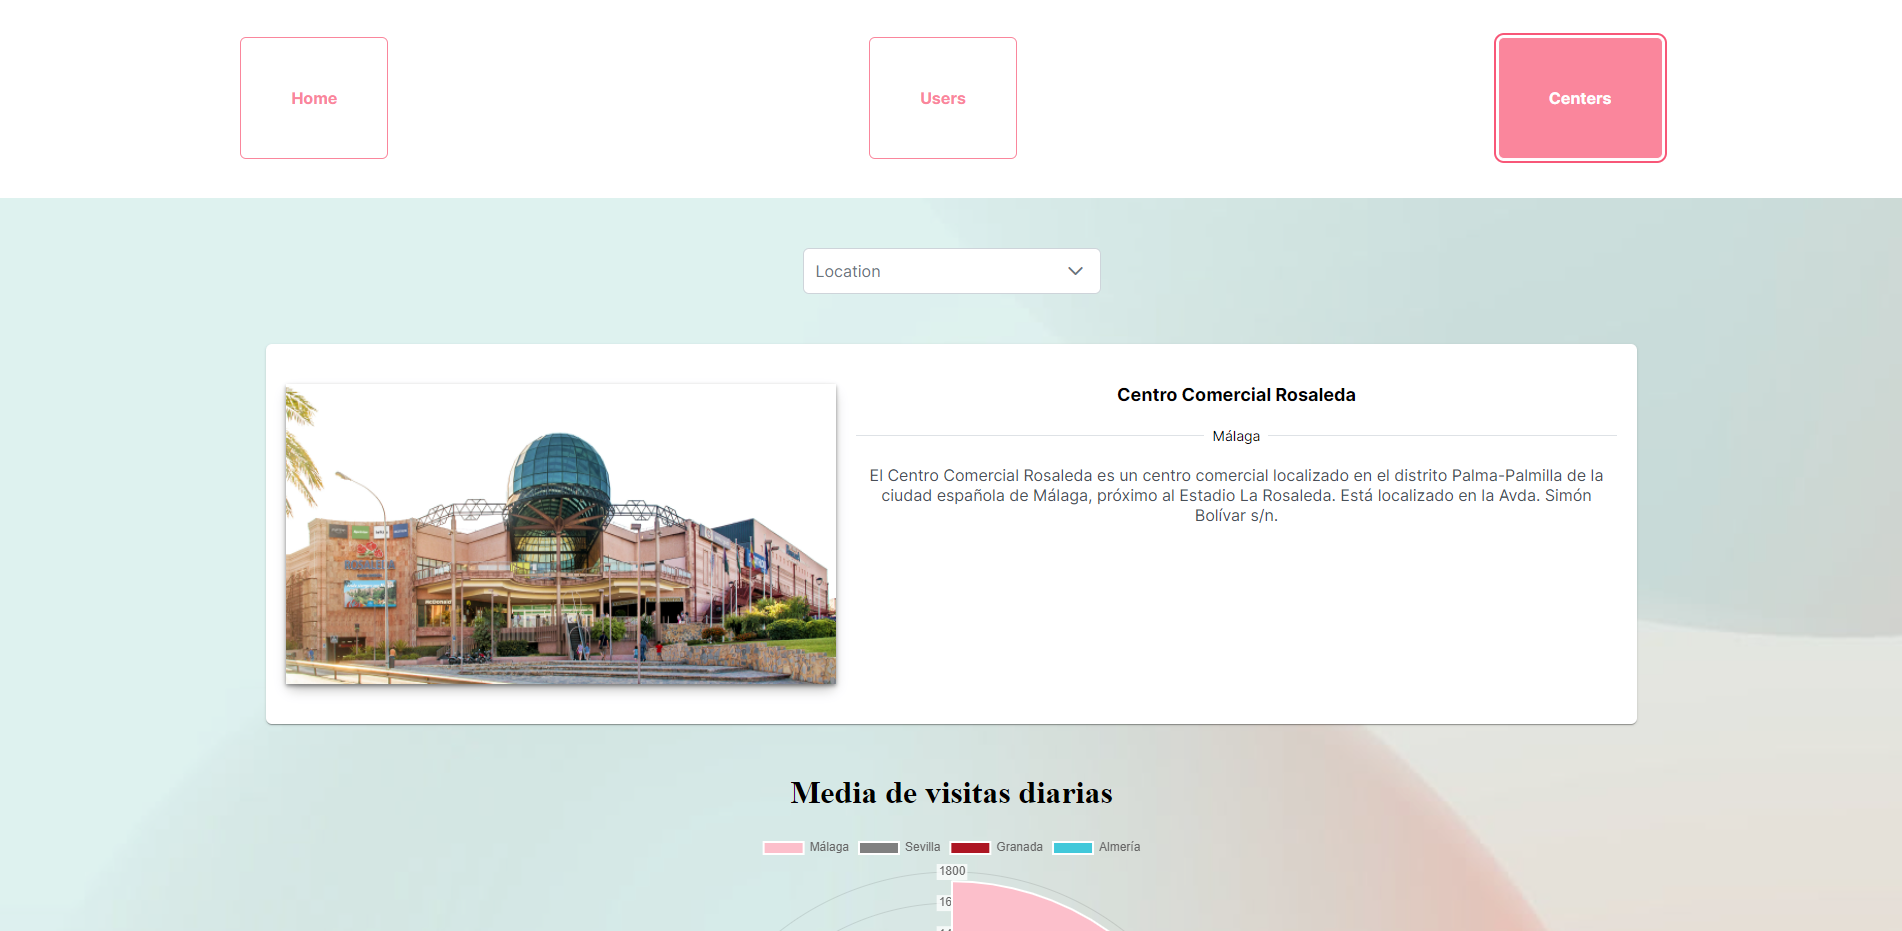 Home
Users
Centers
Location
Centro Comercial Rosaleda
Málaga
El Centro Comercial Rosaleda es un centro comercial localizado en el distrito Palma-Palmilla de la
ciudad española de Málaga, próximo al Estadio La Rosaleda. Está localizado en la Avda. Simón
Bolívar s/n.
ROSALEDA
Media de visitas diarias
Málaga Sevilla Granada Almería
1800
16